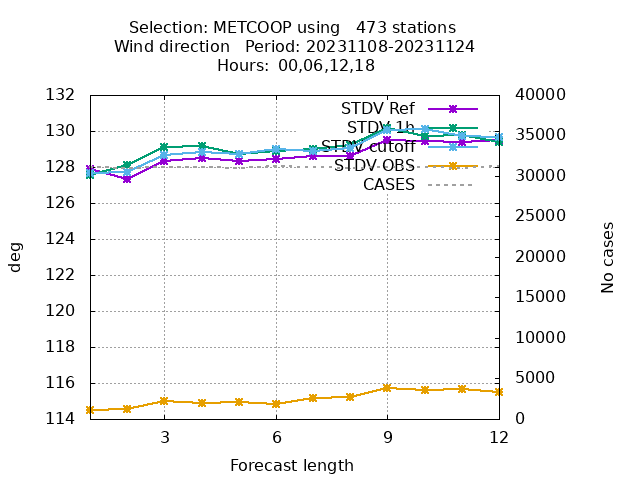 Selection: METCOOP using   473 stations
Wind direction   Period: 20231108-20231124
Hours:  00,06,12,18
132
130
128
126
124
122
120
118
116
114
40000
35000
30000
25000
20000
15000
10000
5000
0
STDV Ref
STDV 1h
STDV cutoff
STDV OBS
CASES
deg
No cases
3
6
9
12
Forecast length